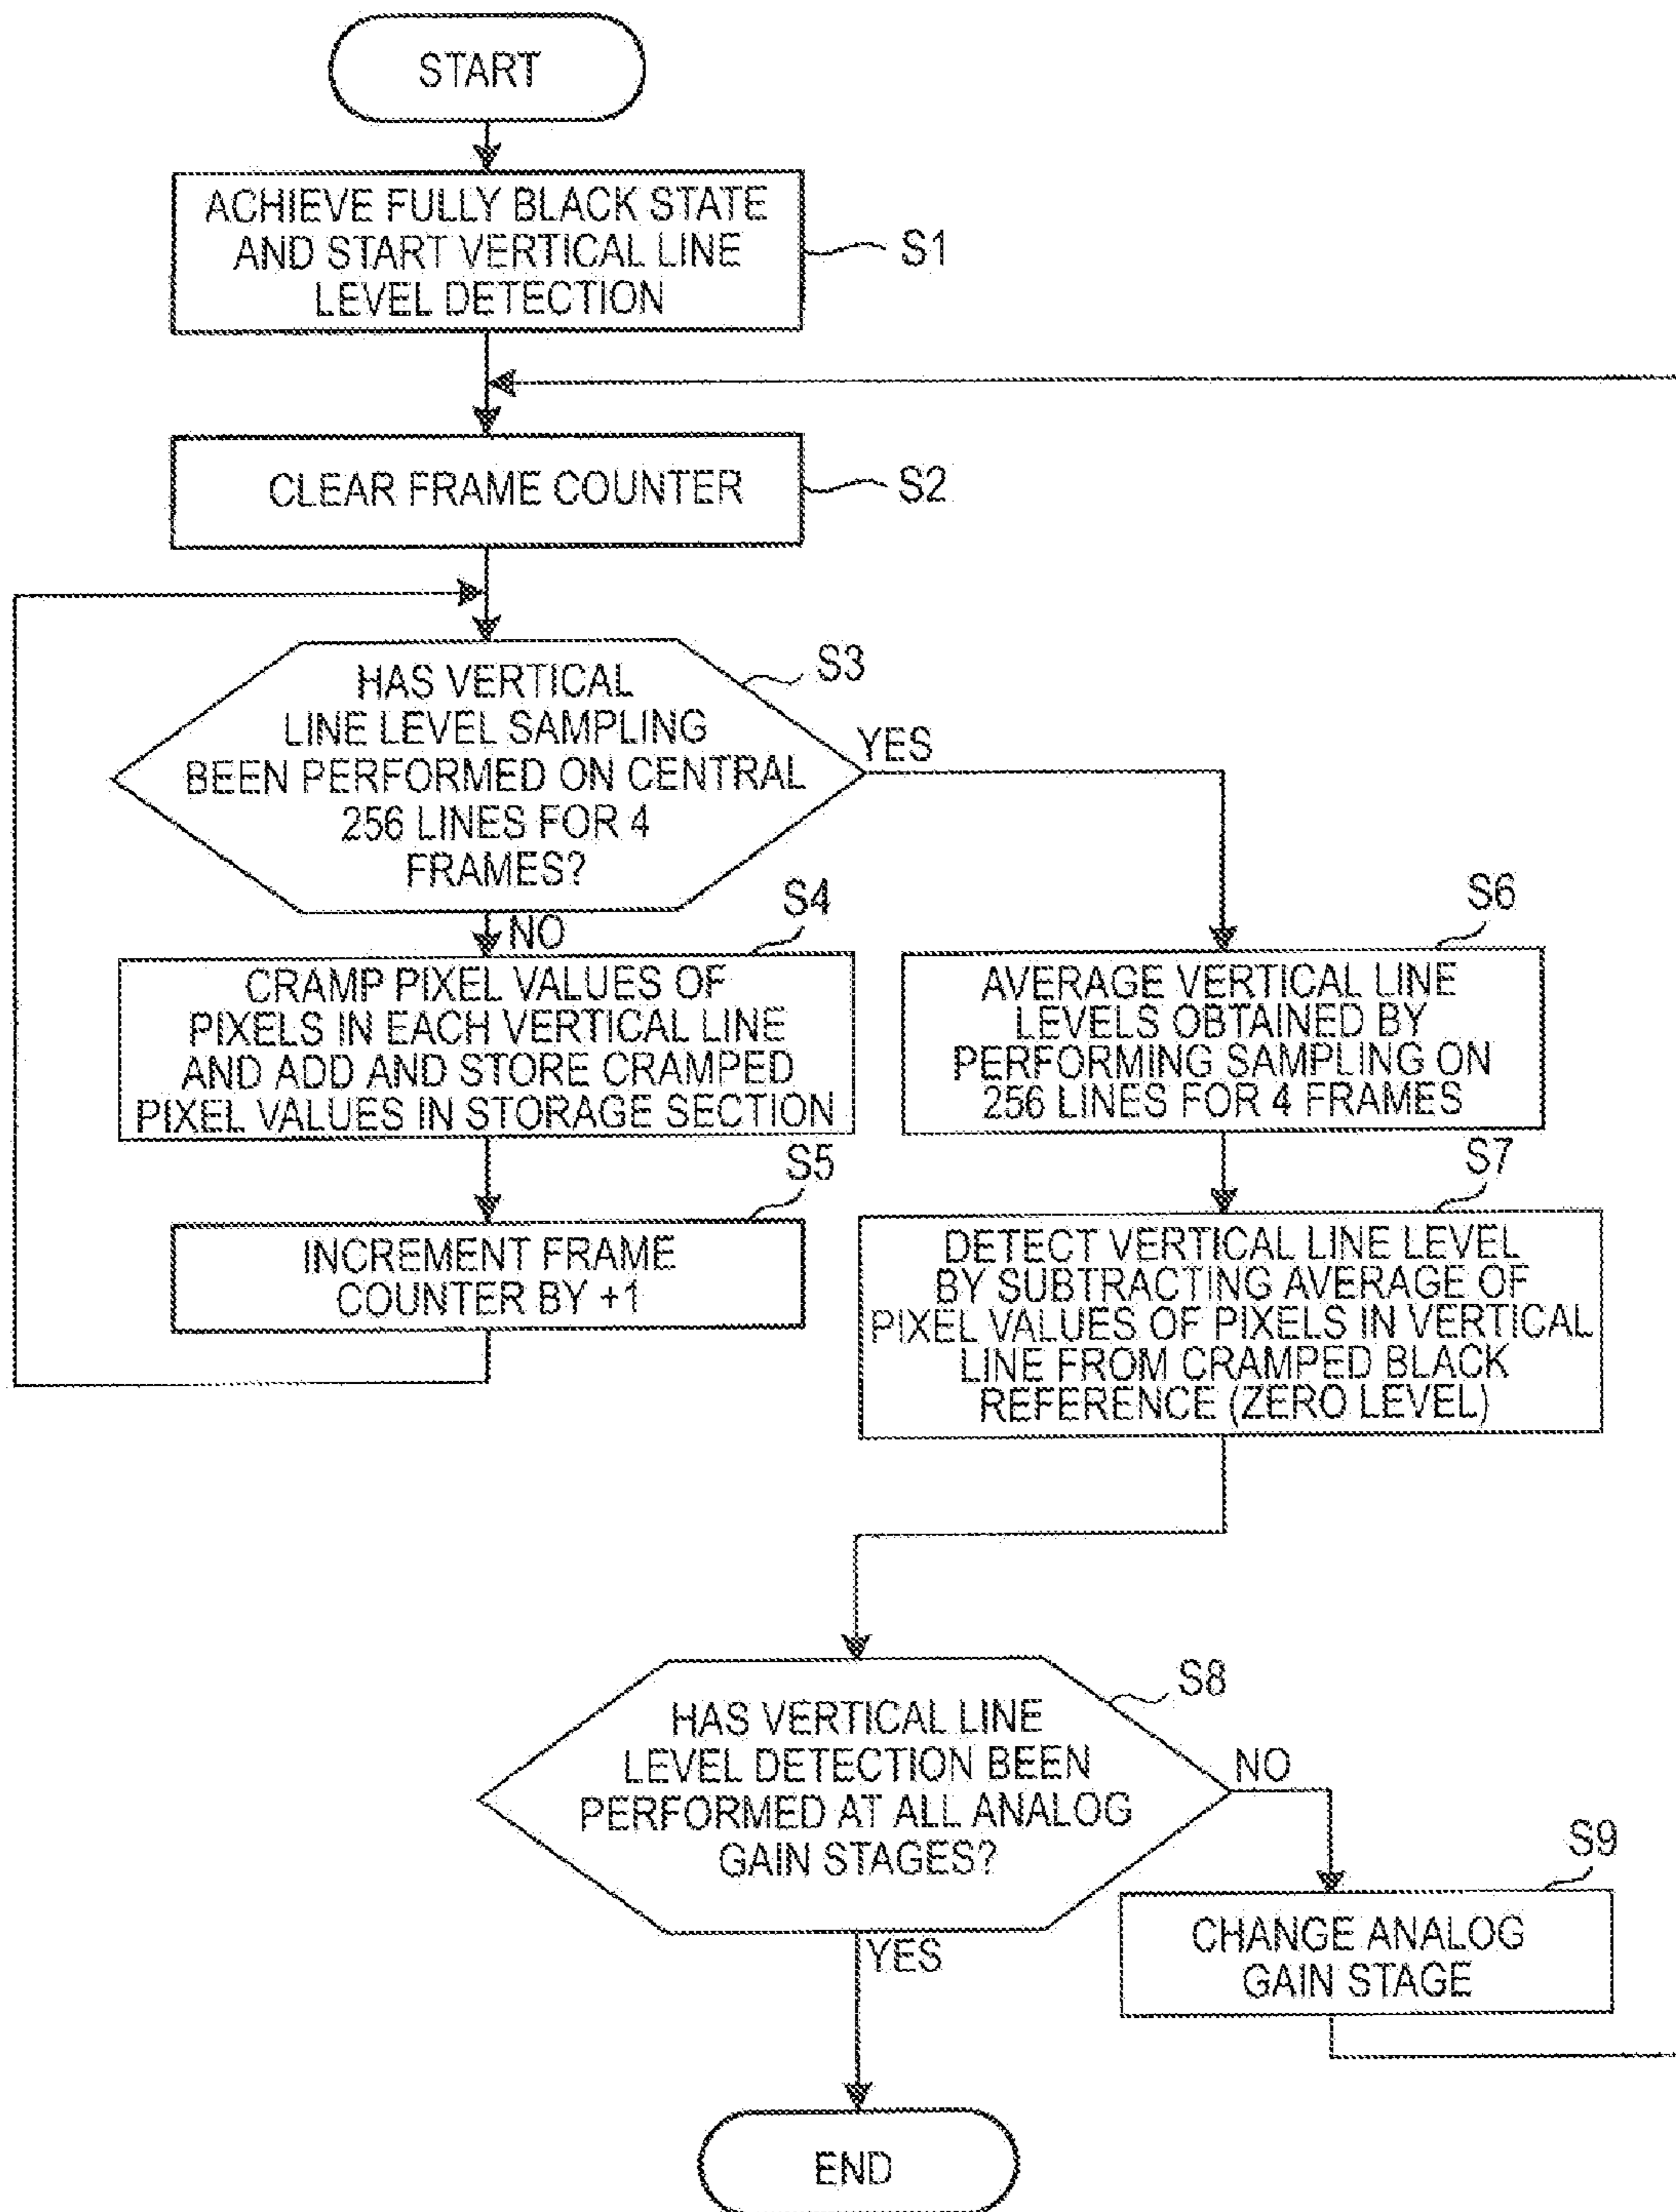 START
ACHIEVE FULLY BLACK STATE
AND START VERTICAL LINE
LEVEL DETECTION
S1
CLEAR FRAME COUNTER
S2
HAS VERTICAL
LINE LEVEL SAMPLING
BEEN PERFORMED ON CENTRAL
256 LINES FOR 4
FRAMES?
S3
YES
NO
S4
CRAMP PIXEL VALUES OF
PIXELS IN EACH VERTICAL LINE
AND ADD AND STORE CRAMPED
PIXEL VALUES IN STORAGE SECTION
S5
INCREMENT FRAME
COUNTER BY +1
S6
AVERAGE VERTICAL LINE
LEVELS OBTAINED BY
PERFORMING SAMPLING ON
256 LINES FOR 4 FRAMES
S7
DETECT VERTICAL LINE LEVEL
BY SUBTRACTING AVERAGE OF
PIXEL VALUES OF PIXELS IN VERTICAL
LINE FROM CRAMPED BLACK
REFERENCE (ZERO LEVEL)
S8
HAS VERTICAL LINE
LEVEL DETECTION BEEN
PERFORMED AT ALL ANALOG
GAIN STAGES?
NO
YES
S9
CHANGE ANALOG
GAIN STAGE
END